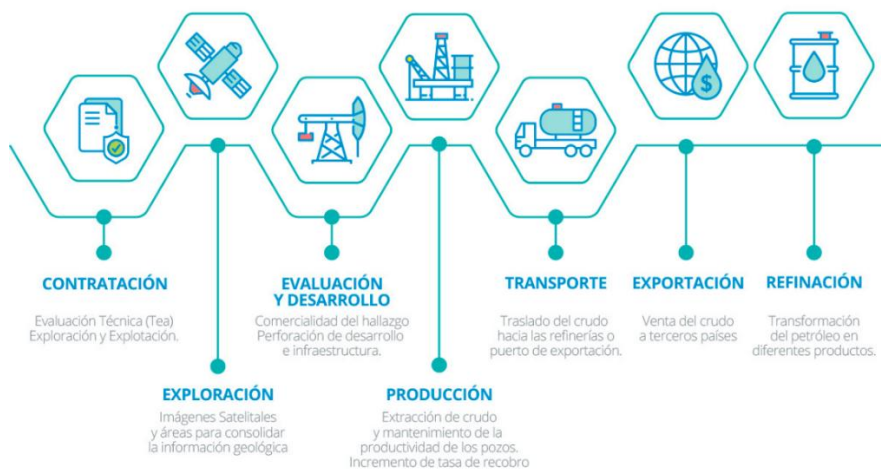 $
CONTRATACIÓN
Evaluación Técnica (Tea)
Exploración y Explotación.
EXPLORACIÓN
Imágenes Satelitales
y áreas para consolidar
la información geológica
EVALUACIÓN
Y DESARROLLO
Comercialidad del hallazgo
Perforación de desarrollo
e infraestructura.
PRODUCCIÓN
Extracción de crudo
y mantenimiento de la
productividad de los pozos.
Incremento de tasa de recobro
TRANSPORTE
Traslado del crudo
hacia las refinerías o
puerto de exportación.
EXPORTACIÓN
Venta del crudo
a terceros países
REFINACIÓN
Transformación
del petróleo en
diferentes productos.